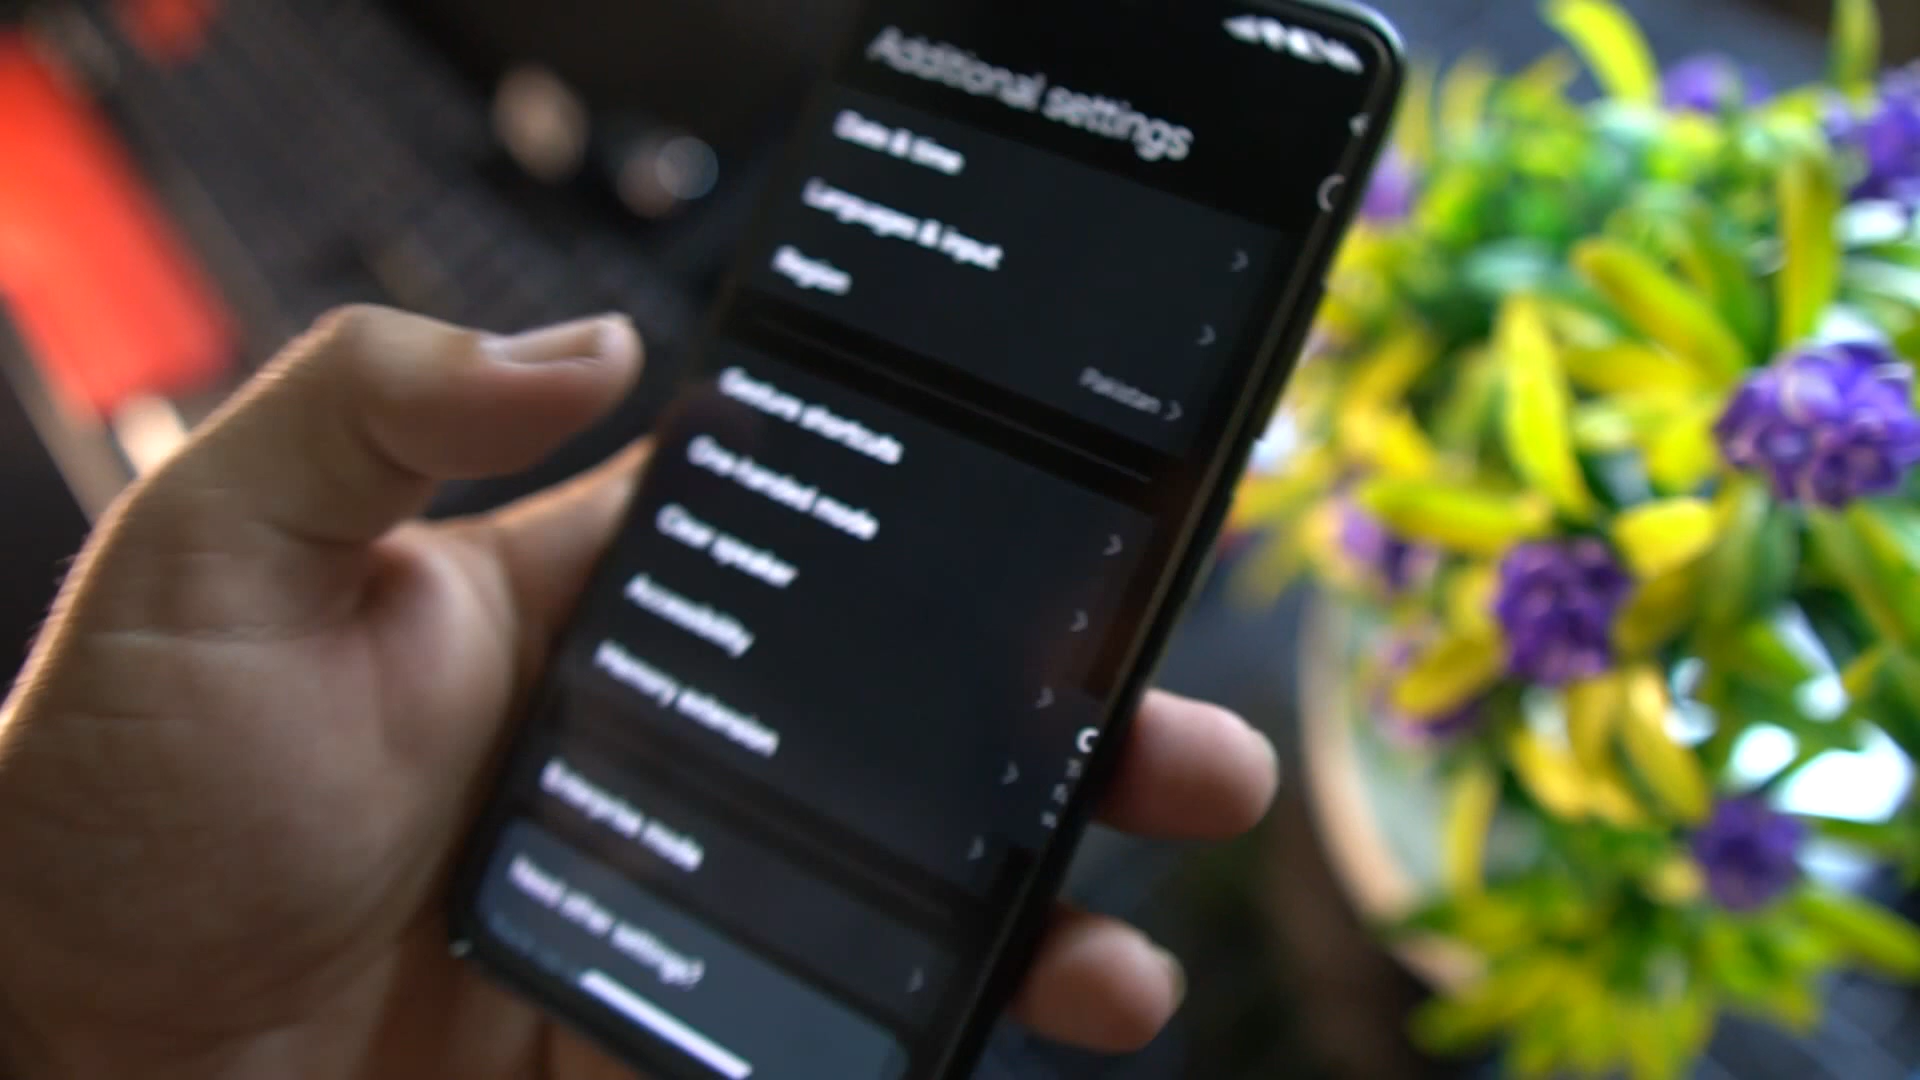 Additional settings
Date & time
Languages & input
Region
Pakistan
Gesture shortcuts
One-handed mode
Clear speaker
Accessibility
Memory extension
Enterprise mode
Need other settings?